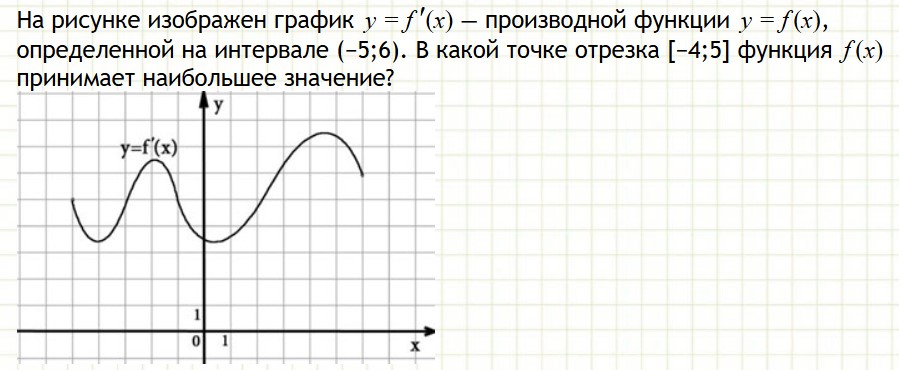 На рисунке изображен график y = f′(x) — производной функции y = f(x),
определенной на интервале (−5;6). В какой точке отрезка [−4;5] функция f(x)
принимает наибольшее значение?
y
y=f′(x)
1
0 1
x